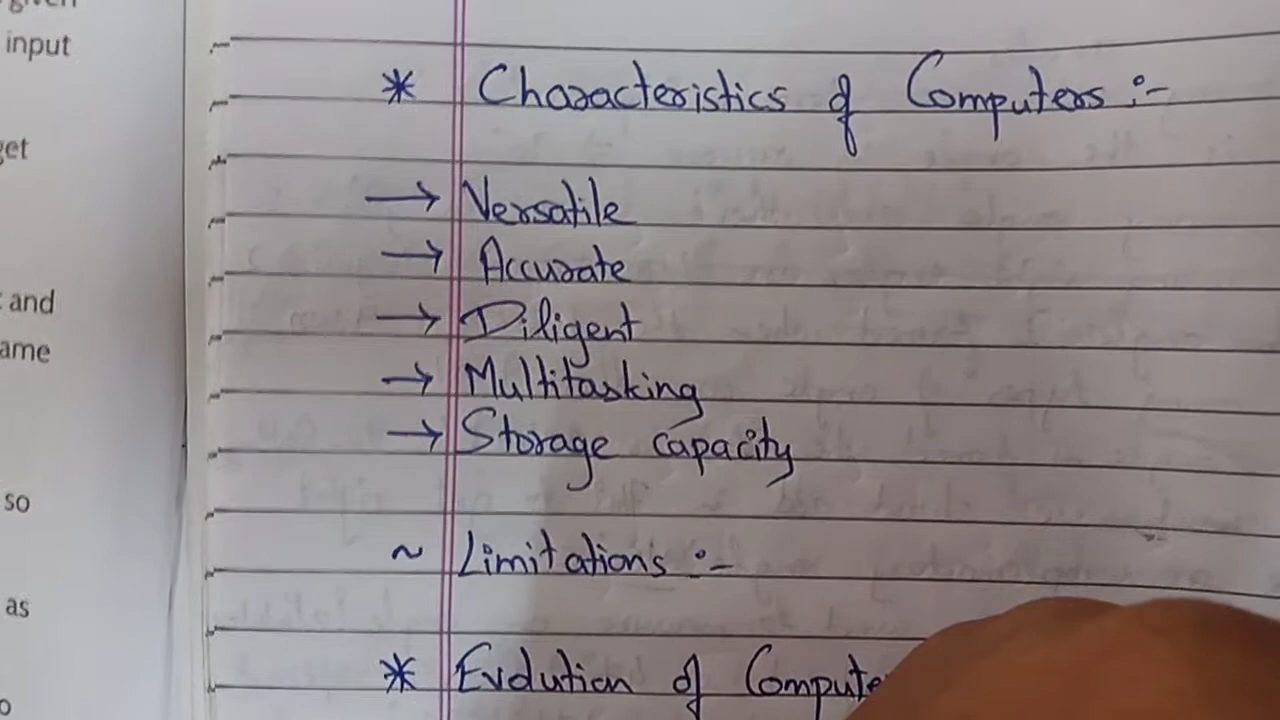 given
input
get
and
ame
so
as
* Characteristics of Computers :-
→ Versatile
→ Accurate
→ Diligent
→ Multitasking
→ Storage capacity
~ Limitations :-
* Evolution of Compute